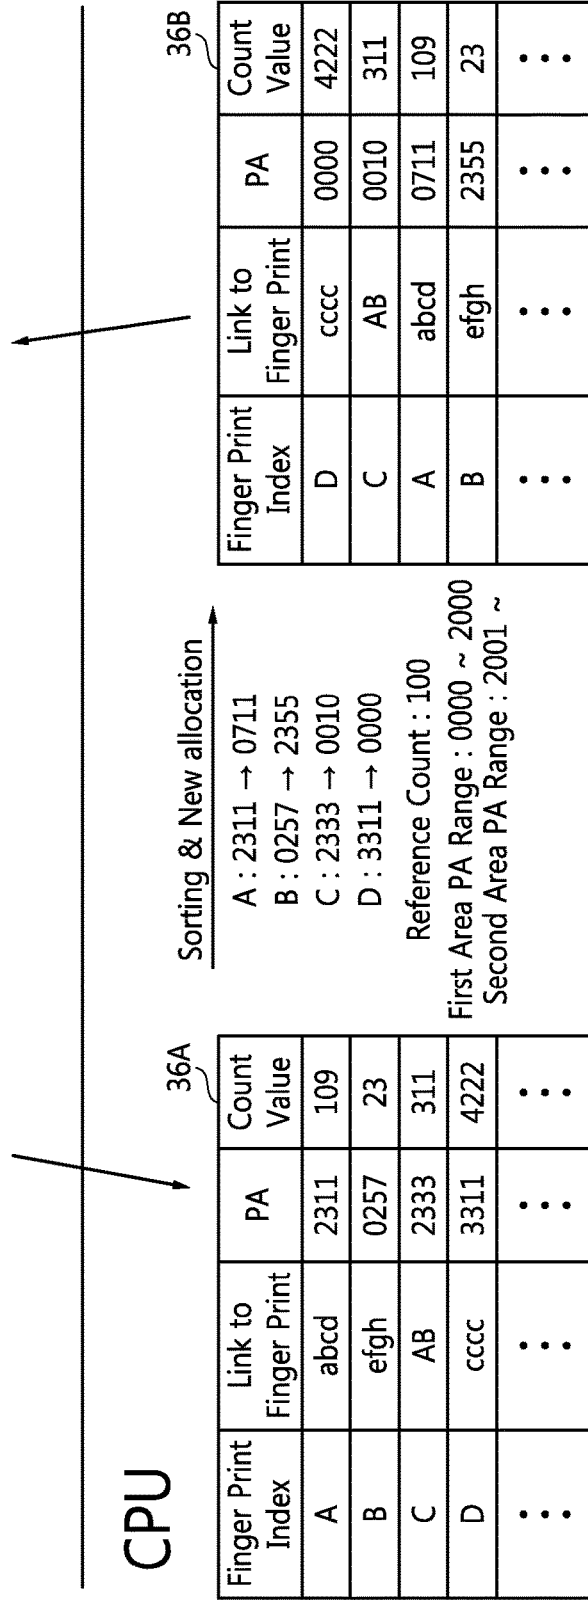 CPU
36A
Finger Print Index | Link to Finger Print | PA | Count Value
A | abcd | 2311 | 109
B | efgh | 0257 | 23
C | AB | 2333 | 311
D | cccc | 3311 | 4222
••• | ••• | ••• | •••
Sorting & New allocation
A : 2311 → 0711
B : 0257 → 2355
C : 2333 → 0010
D : 3311 → 0000
Reference Count : 100
First Area PA Range : 0000 ~ 2000
Second Area PA Range : 2001 ~
36B
Finger Print Index | Link to Finger Print | PA | Count Value
D | cccc | 0000 | 4222
C | AB | 0010 | 311
A | abcd | 0711 | 109
B | efgh | 2355 | 23
••• | ••• | ••• | •••